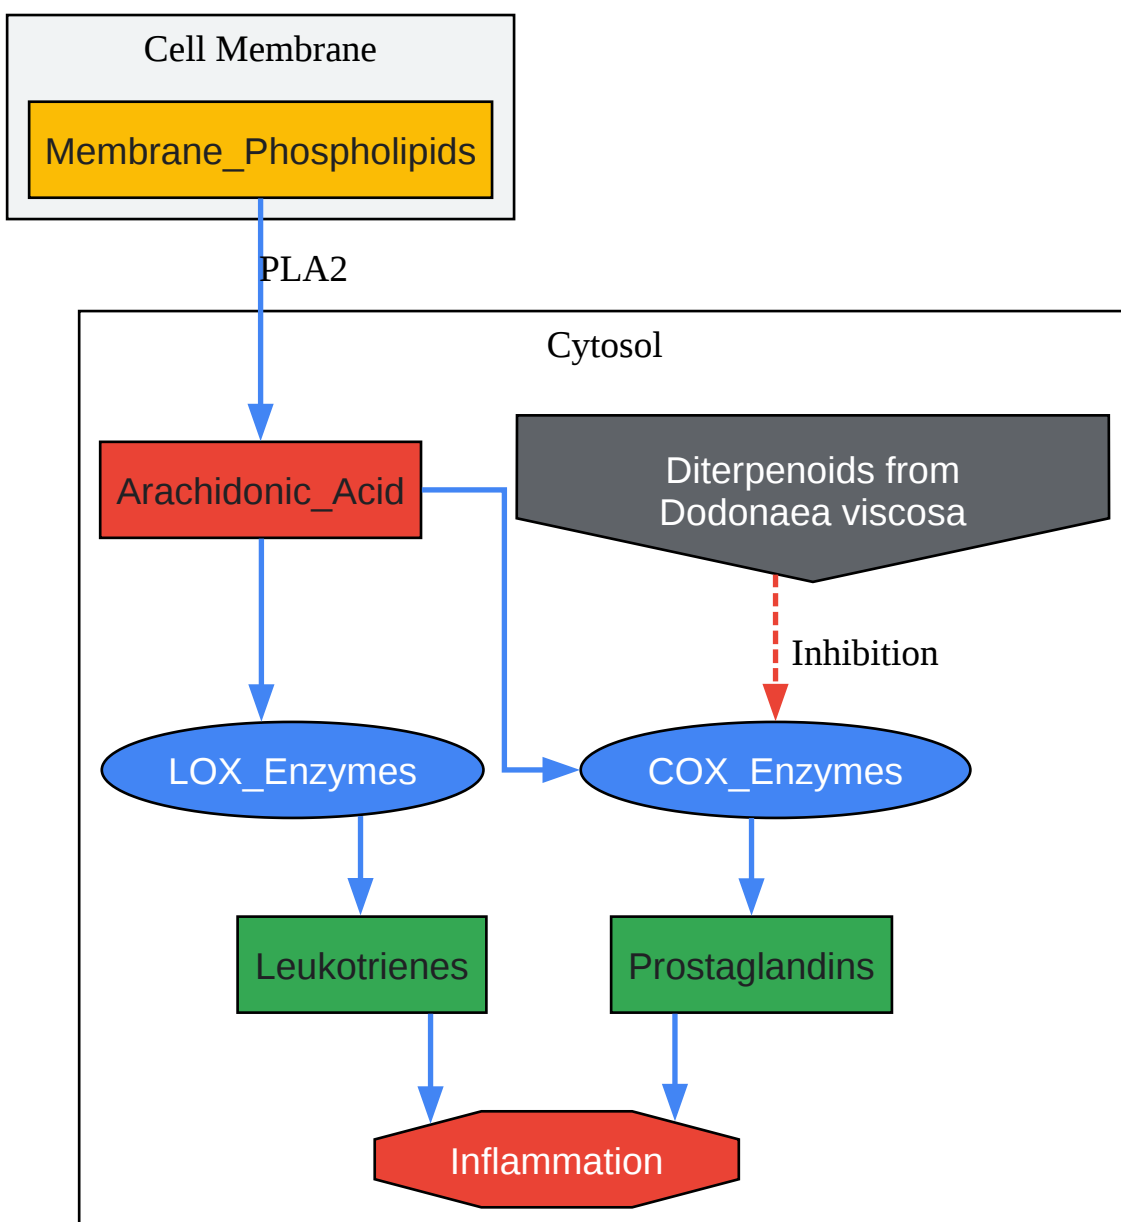 Cell Membrane
Membrane_Phospholipids
PLA2
Cytosol
Arachidonic_Acid
Diterpenoids from
Dodonaea viscosa
Inhibition
LOX_Enzymes
COX_Enzymes
Leukotrienes
Prostaglandins
Inflammation